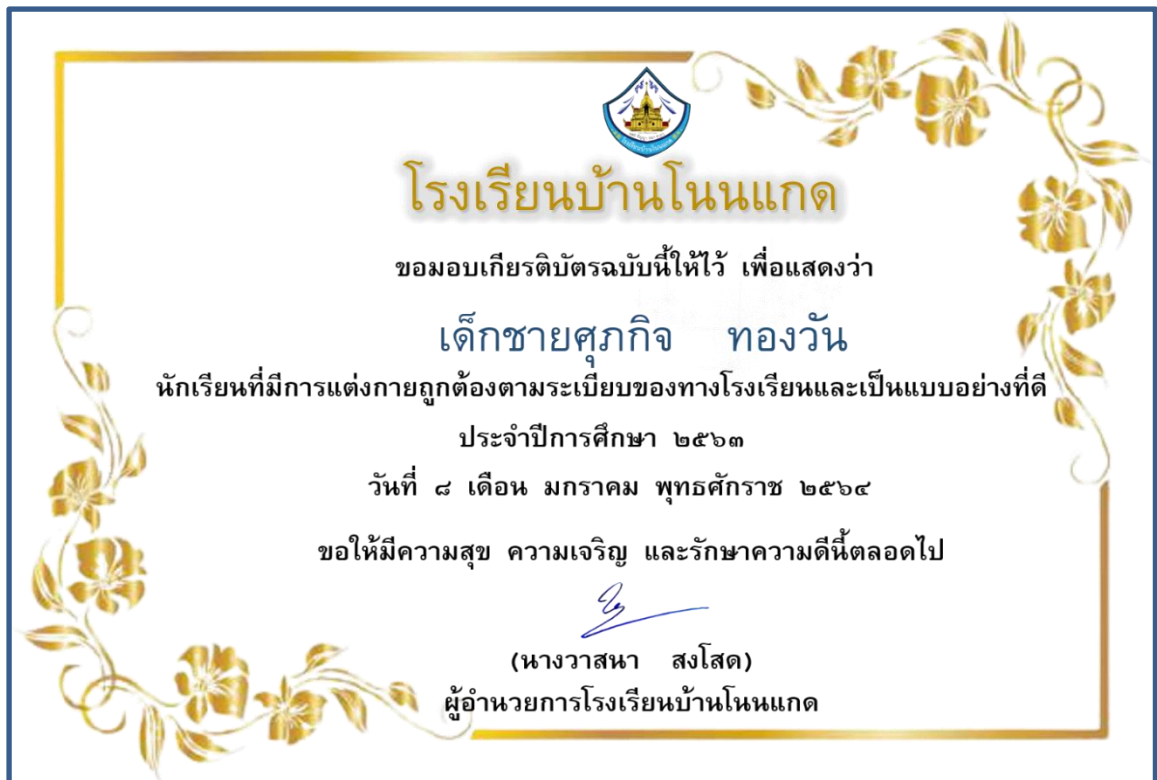 โรงเรียนบ้านโนนแกด
ขอมอบเกียรติบัตรฉบับนี้ให้ไว้ เพื่อแสดงว่า
เด็กชายศุภกิจ ทองวัน
นักเรียนที่มีการแต่งกายถูกต้องตามระเบียบของทางโรงเรียนและเป็นแบบอย่างที่ดี
ประจำปีการศึกษา ๒๕๖๓
วันที่ ๘ เดือน มกราคม พุทธศักราช ๒๕๖๔
ขอให้มีความสุข ความเจริญ และรักษาความดีนี้ตลอดไป
(นางวาสนา สงโสด)
ผู้อำนวยการโรงเรียนบ้านโนนแกด